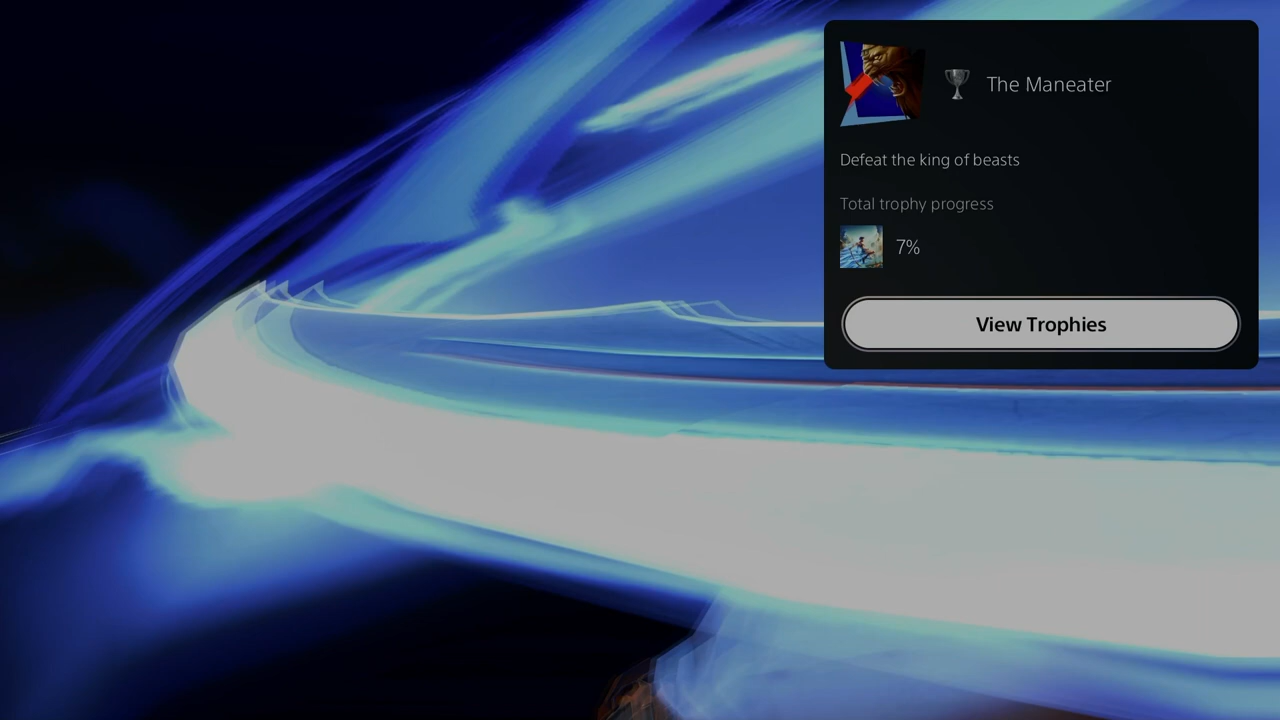 The Maneater
Defeat the king of beasts
Total trophy progress
7%
View Trophies